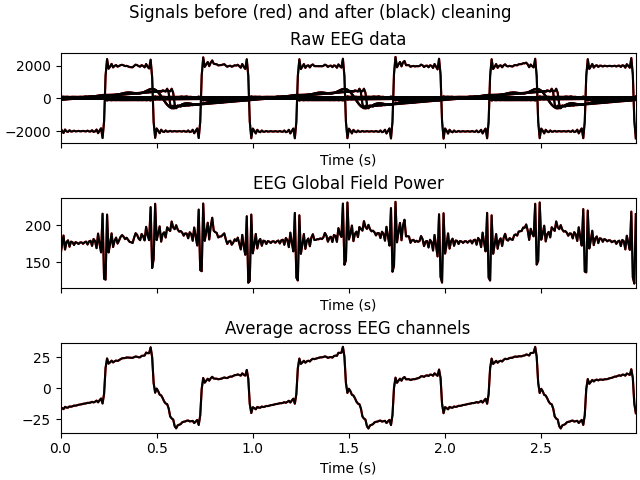 Signals before (red) and after (black) cleaning
Raw EEG data
2000
0
−2000
Time (s)
EEG Global Field Power
200
150
Time (s)
Average across EEG channels
25
0
−25
0.0 0.5 1.0 1.5 2.0 2.5
Time (s)